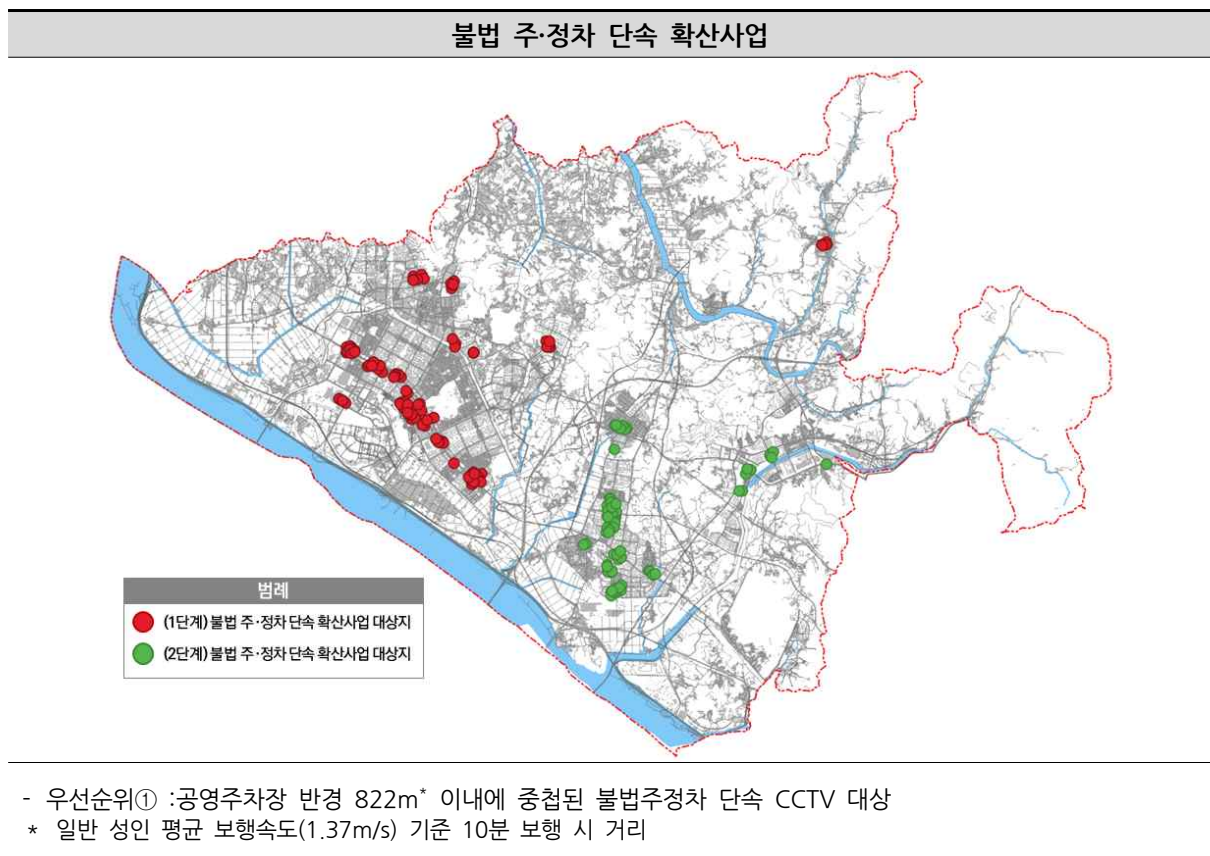 불법 주·정차 단속 확산사업
범례
(1단계) 불법 주·정차 단속 확산사업 대상지
(2단계) 불법 주·정차 단속 확산사업 대상지
- 우선순위① :공영주차장 반경 822m* 이내에 중첩된 불법주정차 단속 CCTV 대상
* 일반 성인 평균 보행속도(1.37m/s) 기준 10분 보행 시 거리